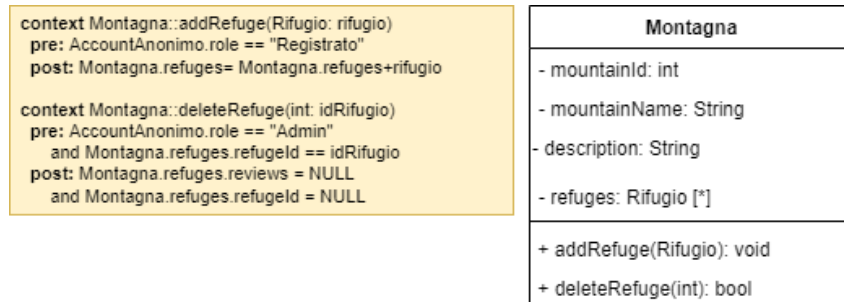 context Montagna::addRefuge(Rifugio: rifugio)
pre: AccountAnonimo.role == "Registrato"
post: Montagna.refuges= Montagna.refuges+rifugio
context Montagna::deleteRefuge(int: idRifugio)
pre: AccountAnonimo.role == "Admin"
and Montagna.refuges.refugeId == idRifugio
post: Montagna.refuges.reviews = NULL
and Montagna.refuges.refugeId = NULL
Montagna
- mountainId: int
- mountainName: String
- description: String
- refuges: Rifugio [*]
+ addRefuge(Rifugio): void
+ deleteRefuge(int): bool